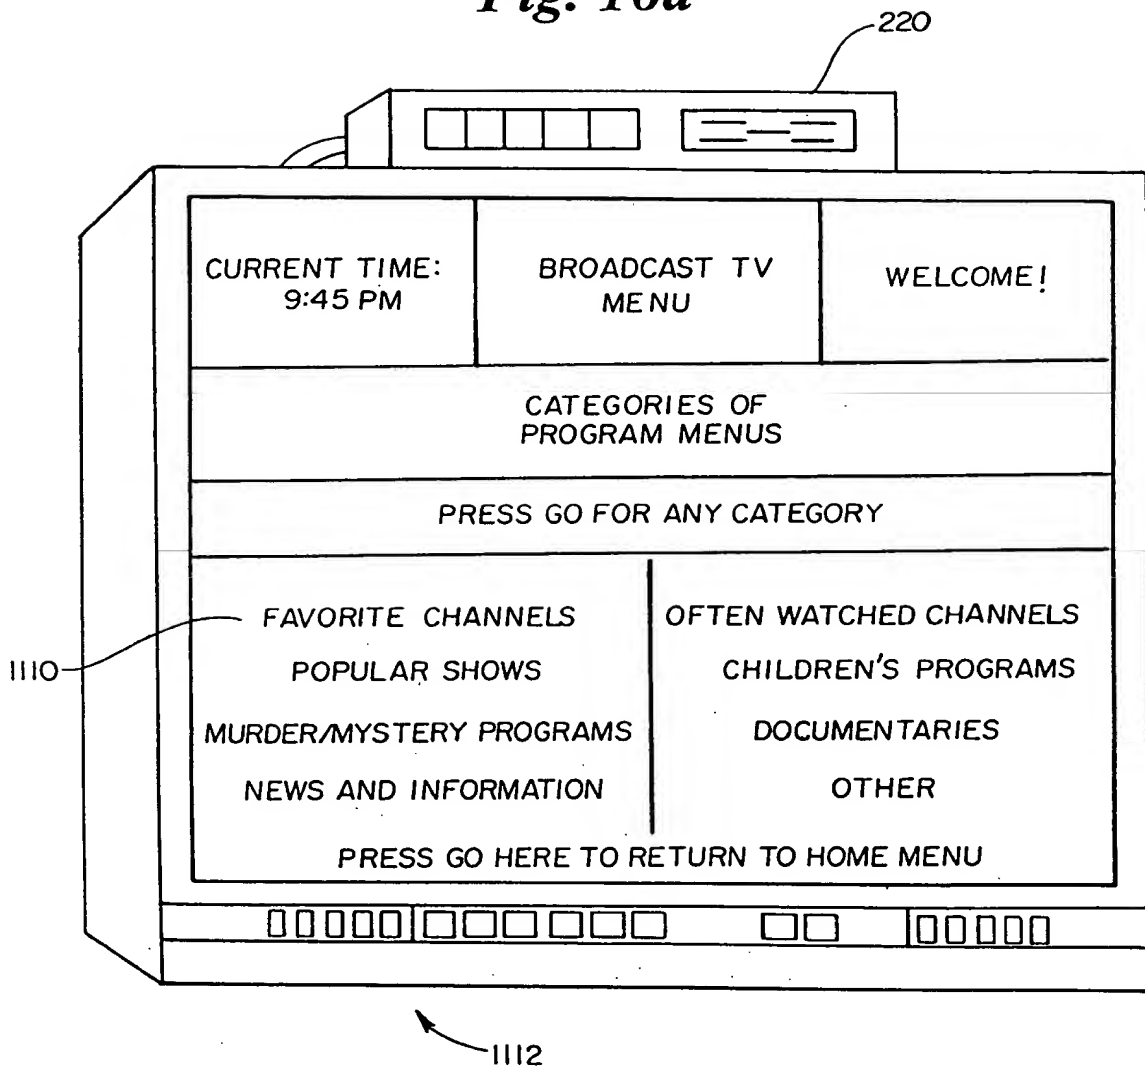 Fig. 16a
220
CURRENT TIME:
9:45 PM
BROADCAST TV
MENU
WELCOME!
CATEGORIES OF
PROGRAM MENUS
PRESS GO FOR ANY CATEGORY
1110
FAVORITE CHANNELS
OFTEN WATCHED CHANNELS
POPULAR SHOWS
CHILDREN'S PROGRAMS
MURDER/MYSTERY PROGRAMS
DOCUMENTARIES
NEWS AND INFORMATION
OTHER
PRESS GO HERE TO RETURN TO HOME MENU
1112